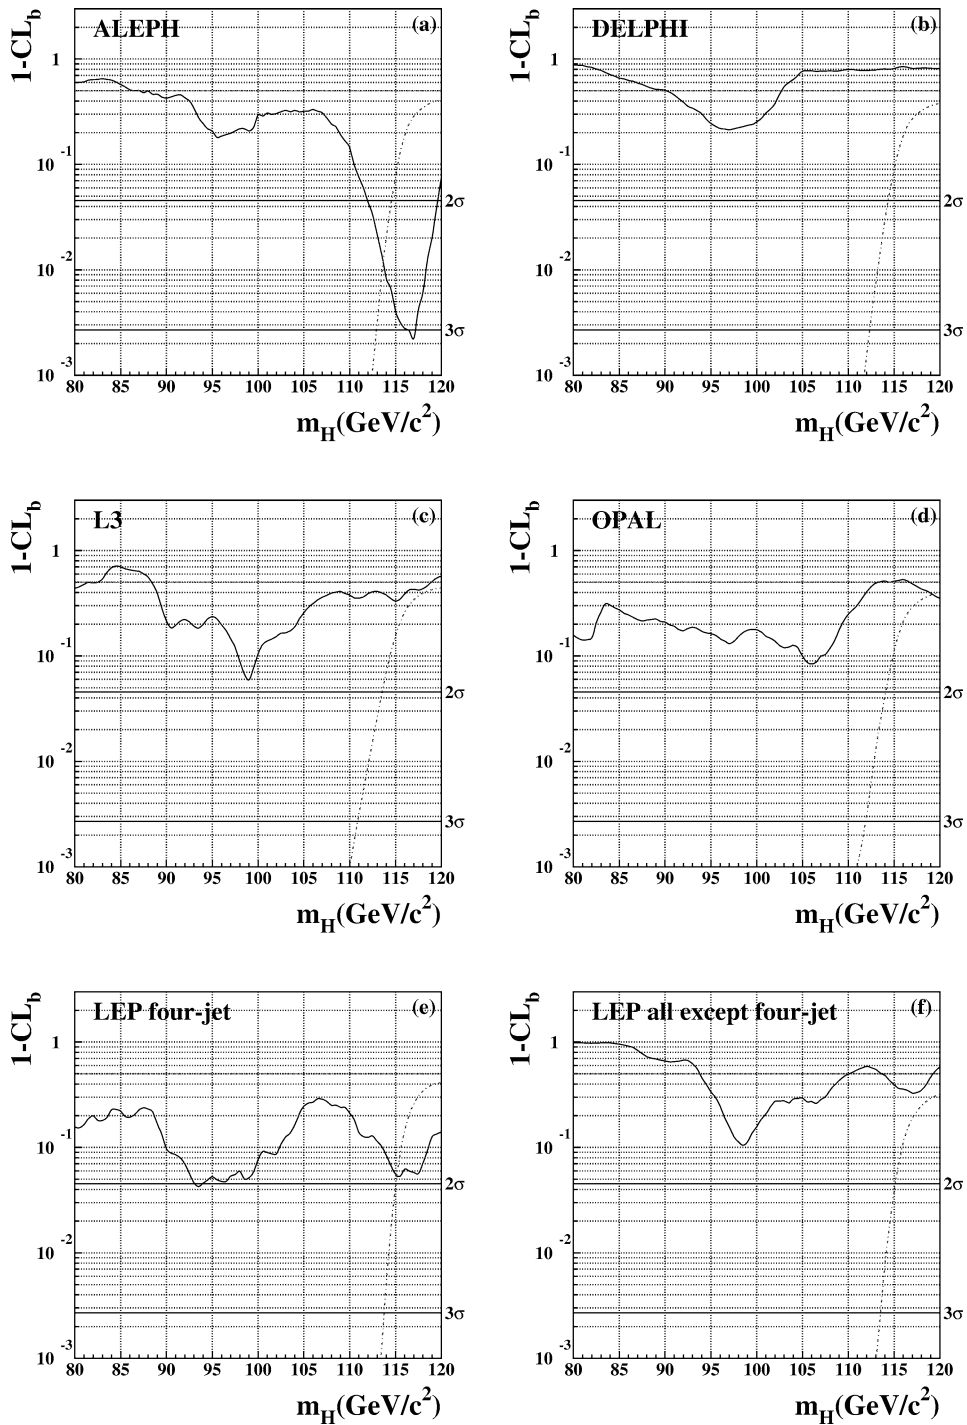 1-CL_b
ALEPH
(a)
1
10^-1
2σ
10^-2
3σ
10^-3
80 85 90 95 100 105 110 115 120
m_H(GeV/c^2)
1-CL_b
DELPHI
(b)
1
10^-1
2σ
10^-2
3σ
10^-3
80 85 90 95 100 105 110 115 120
m_H(GeV/c^2)
1-CL_b
L3
(c)
1
10^-1
2σ
10^-2
3σ
10^-3
80 85 90 95 100 105 110 115 120
m_H(GeV/c^2)
1-CL_b
OPAL
(d)
1
10^-1
2σ
10^-2
3σ
10^-3
80 85 90 95 100 105 110 115 120
m_H(GeV/c^2)
1-CL_b
LEP four-jet
(e)
1
10^-1
2σ
10^-2
3σ
10^-3
80 85 90 95 100 105 110 115 120
m_H(GeV/c^2)
1-CL_b
LEP all except four-jet
(f)
1
10^-1
2σ
10^-2
3σ
10^-3
80 85 90 95 100 105 110 115 120
m_H(GeV/c^2)